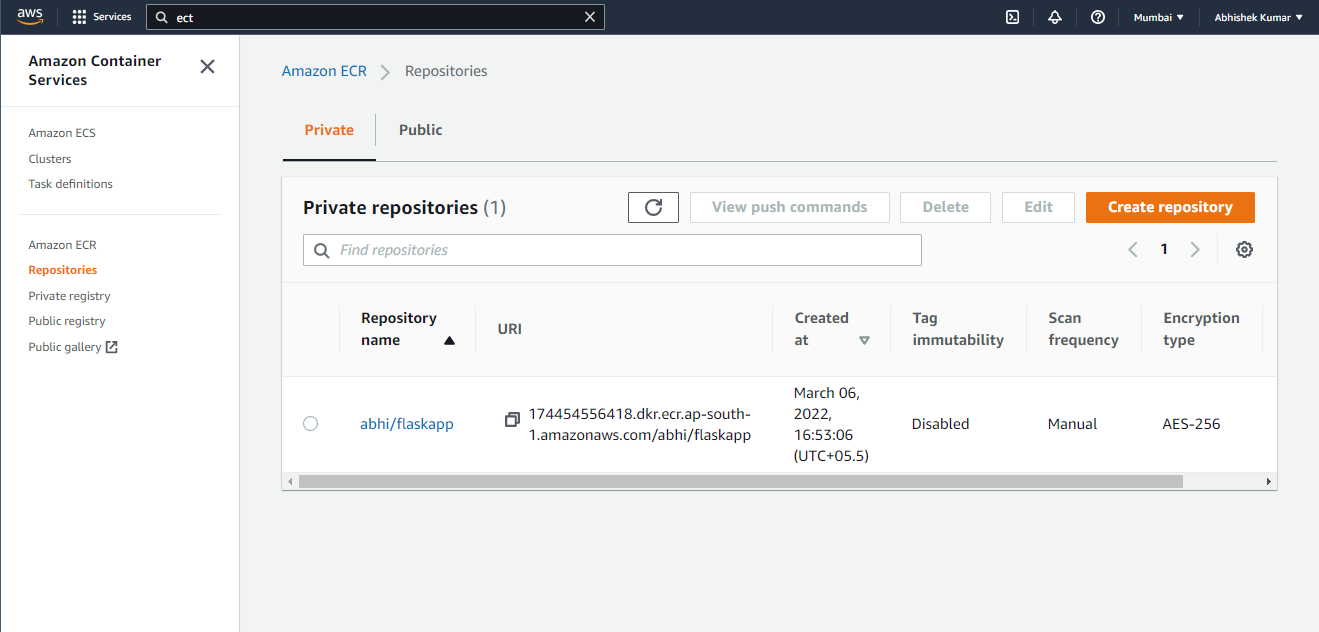 aws
Services
ect
Mumbai
Abhishek Kumar
Amazon Container
Services
Amazon ECS
Clusters
Task definitions
Amazon ECR
Repositories
Private registry
Public registry
Public gallery
Amazon ECR
Repositories
Private
Public
Private repositories (1)
View push commands
Delete
Edit
Create repository
Find repositories
1
Repository
name
URI
Created
at
Tag
immutability
Scan
frequency
Encryption
type
abhi/flaskapp
174454556418.dkr.ecr.ap-south-
1.amazonaws.com/abhi/flaskapp
March 06,
2022,
16:53:06
(UTC+05.5)
Disabled
Manual
AES-256